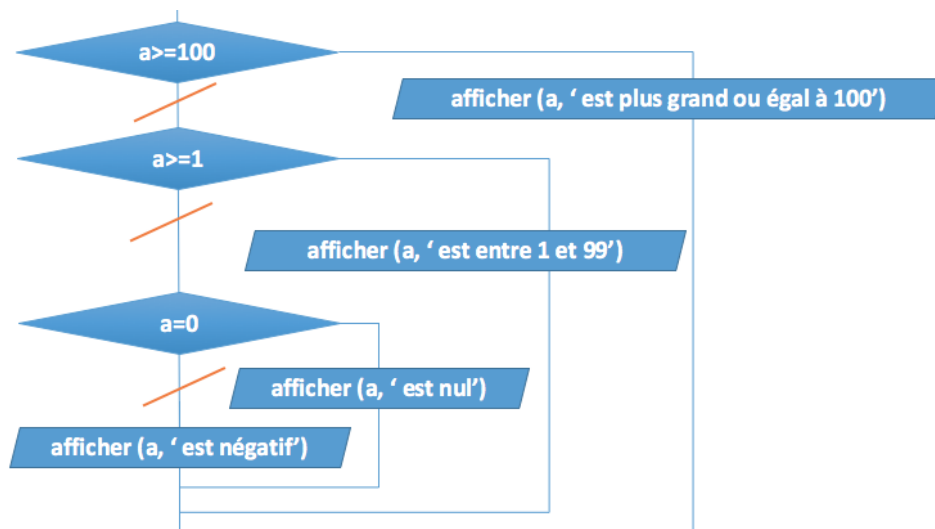 a>=100
afficher (a, ‘ est plus grand ou égal à 100’)
a>=1
afficher (a, ‘ est entre 1 et 99’)
a=0
afficher (a, ‘ est nul’)
afficher (a, ‘ est négatif’)